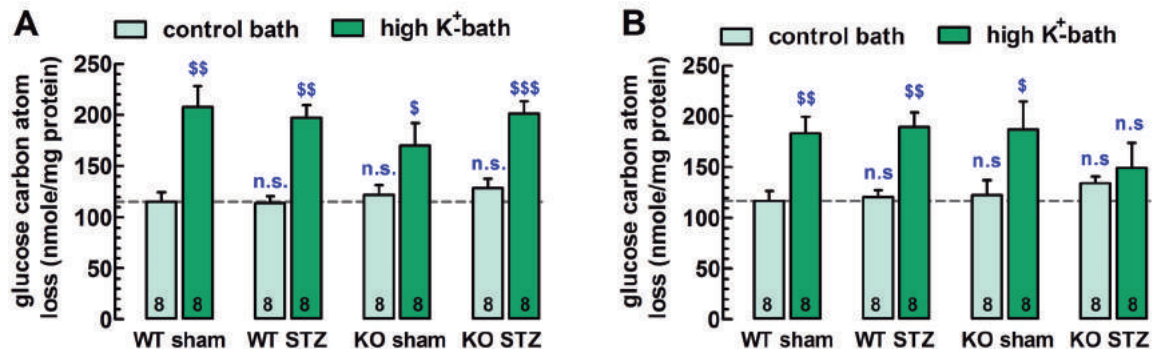 A
control bath
high K⁺-bath
glucose carbon atom
loss (nmole/mg protein)
250
200
150
100
50
0
$$
n.s.
$$
n.s.
$
n.s.
$$$
8
8
8
8
8
8
8
8
WT sham
WT STZ
KO sham
KO STZ
B
control bath
high K⁺-bath
glucose carbon atom
loss (nmole/mg protein)
250
200
150
100
50
0
$$
n.s
$$
n.s
$
n.s
n.s
8
8
8
8
8
8
8
8
WT sham
WT STZ
KO sham
KO STZ